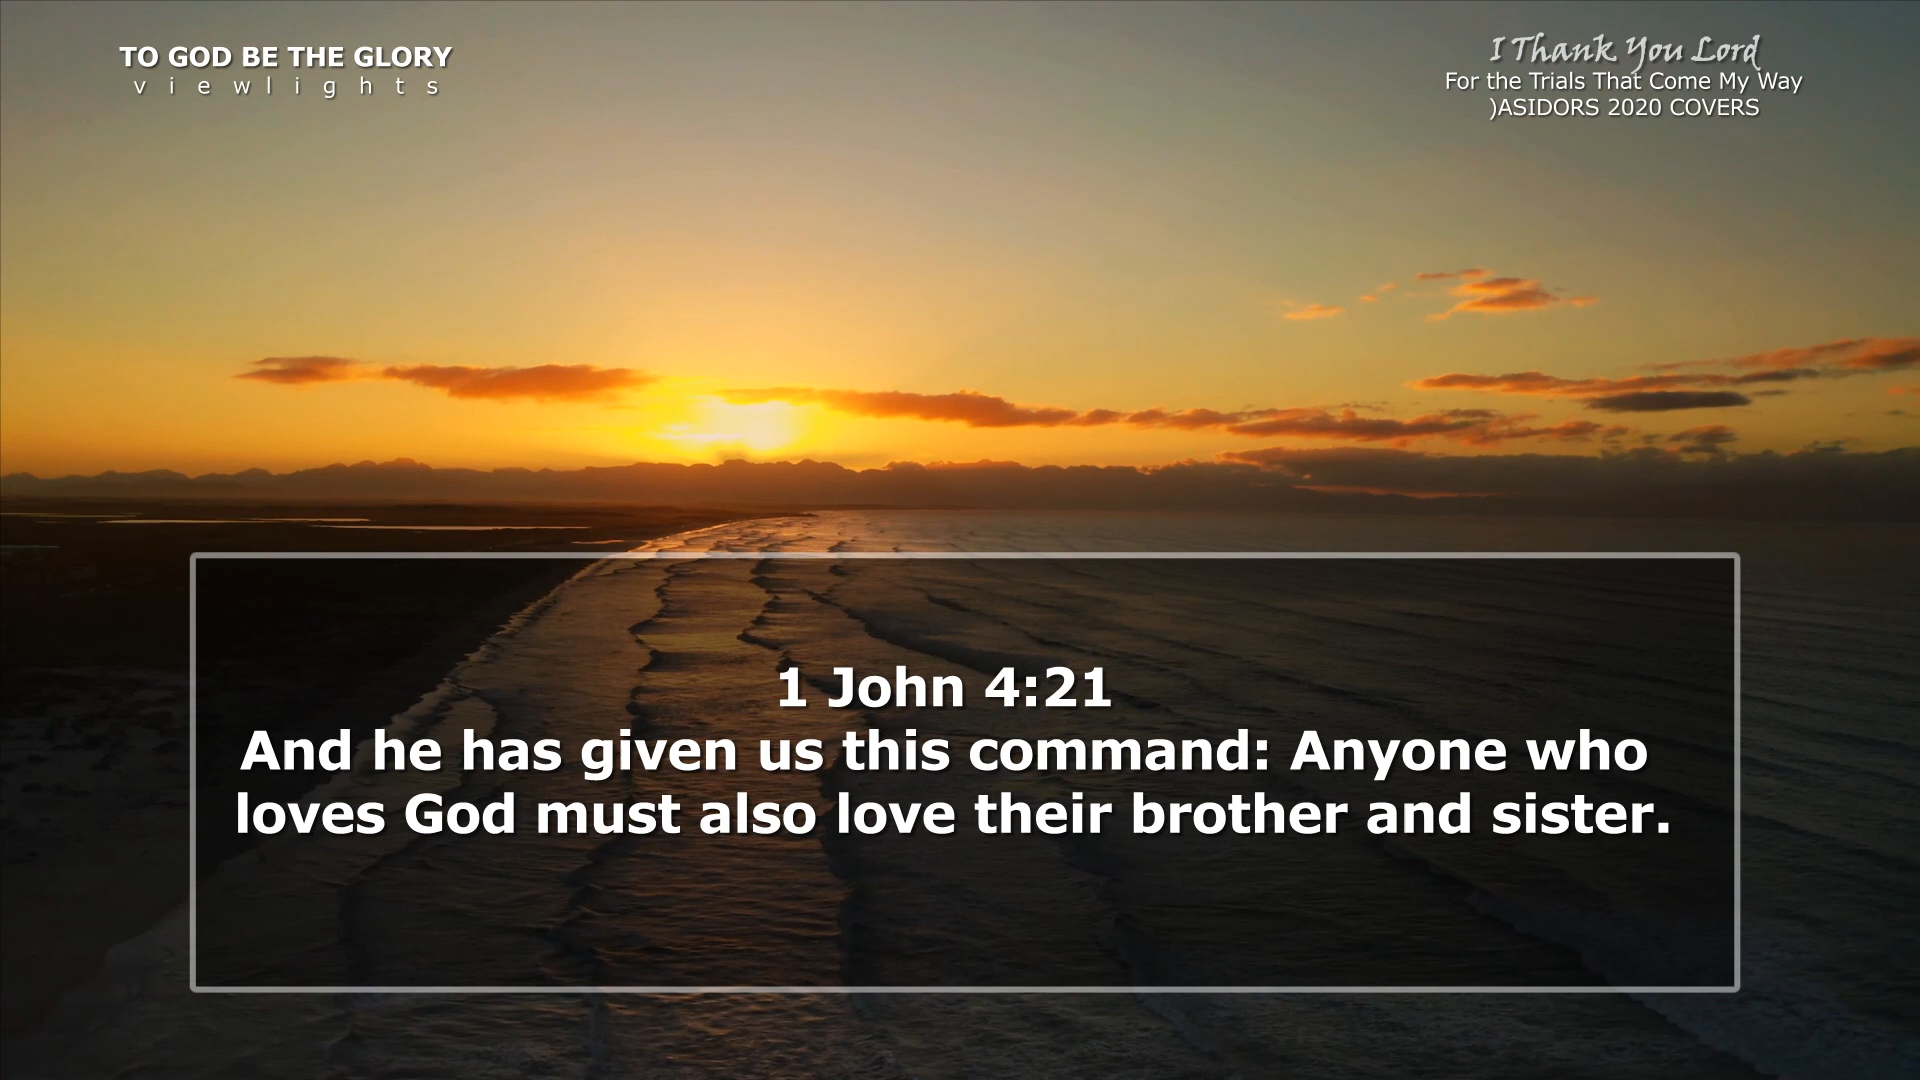 TO GOD BE THE GLORY
viewlights
I Thank You Lord
For the Trials That Come My Way
)ASIDORS 2020 COVERS
1 John 4:21
And he has given us this command: Anyone who
loves God must also love their brother and sister.